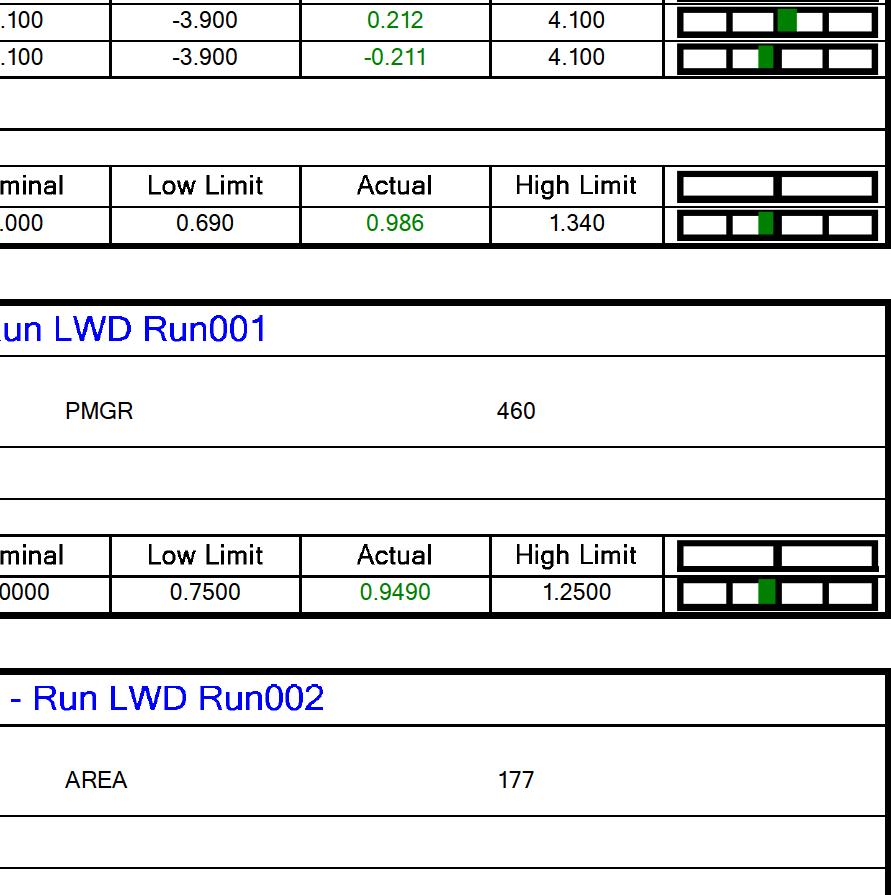 .100 -3.900 0.212 4.100
.100 -3.900 -0.211 4.100
minal Low Limit Actual High Limit
.000 0.690 0.986 1.340
un LWD Run001
PMGR 460
minal Low Limit Actual High Limit
0000 0.7500 0.9490 1.2500
- Run LWD Run002
AREA 177